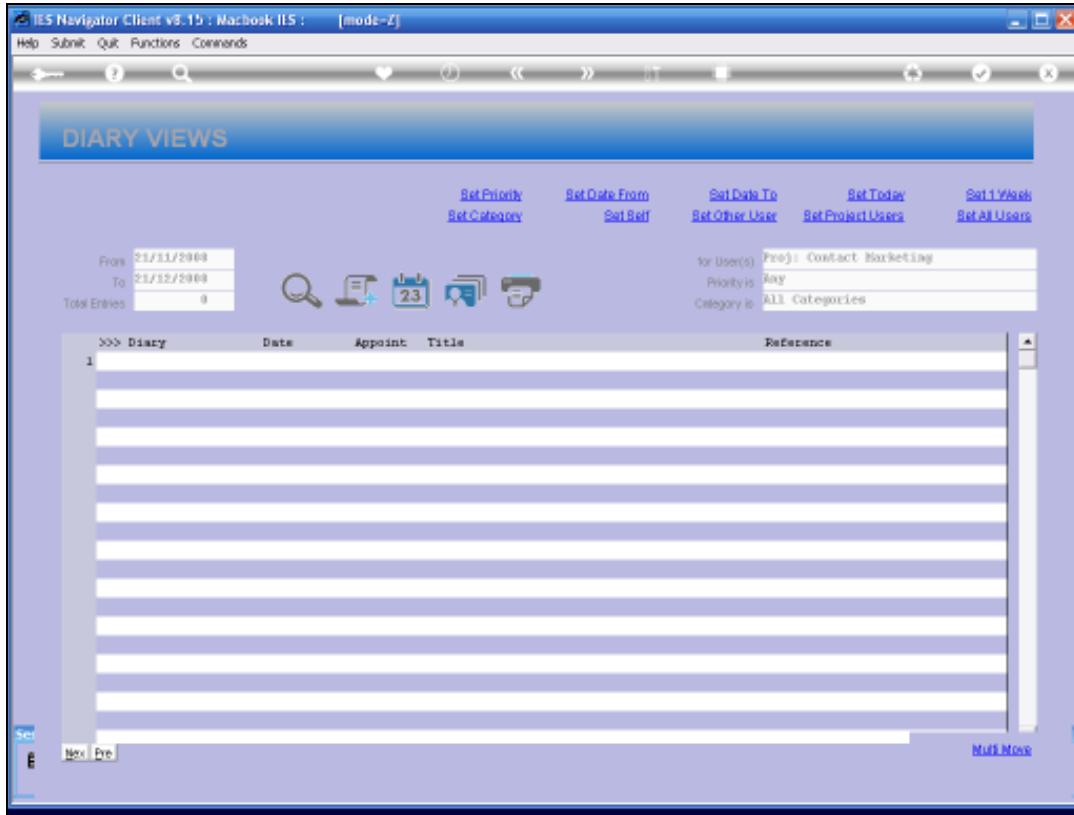 IES Navigator Client v8.15 : Macbook IES : [mode-Z]
Help Submit Quit Functions Commands
DIARY VIEWS
Set Priority Set Date From Set Date To Set Today Set 1 Week
Set Category Set Self Set Other User Set Project Users Set All Users
From 21/11/2008 for User(s) Proj: Contact Marketing
To 21/12/2008 Priority is Any
Total Entries 0 Category is All Categories
23
>>> Diary Date Appoint Title Reference
1
Nex Pre Multi Move